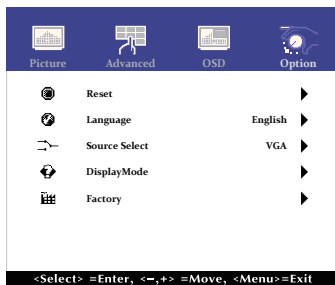 Picture Advanced OSD Option
Reset
Language English
Source Select VGA
DisplayMode
Factory
<Select> =Enter, <−,+> =Move, <Menu>=Exit